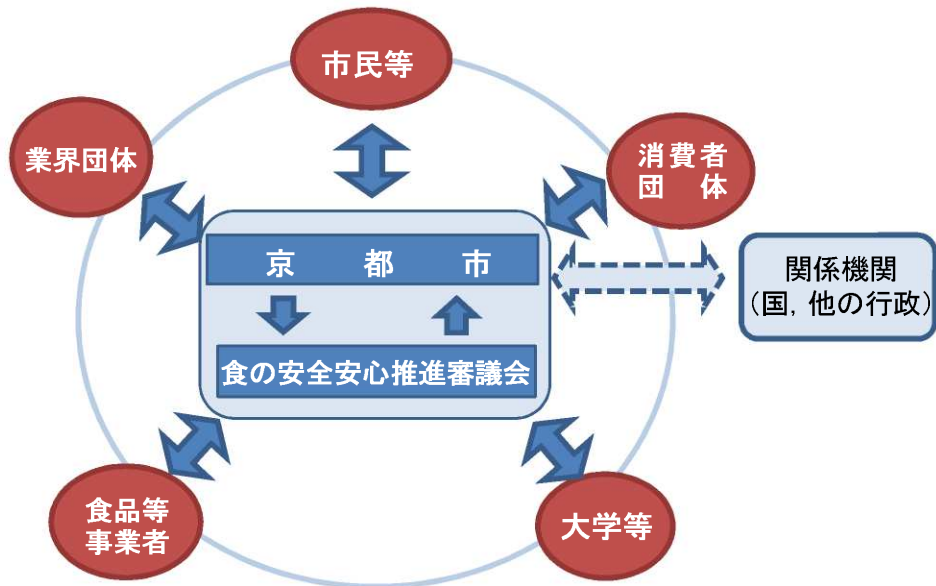 市民等
業界団体
消費者
団体
京都市
関係機関
(国, 他の行政)
食の安全安心推進審議会
食品等
事業者
大学等